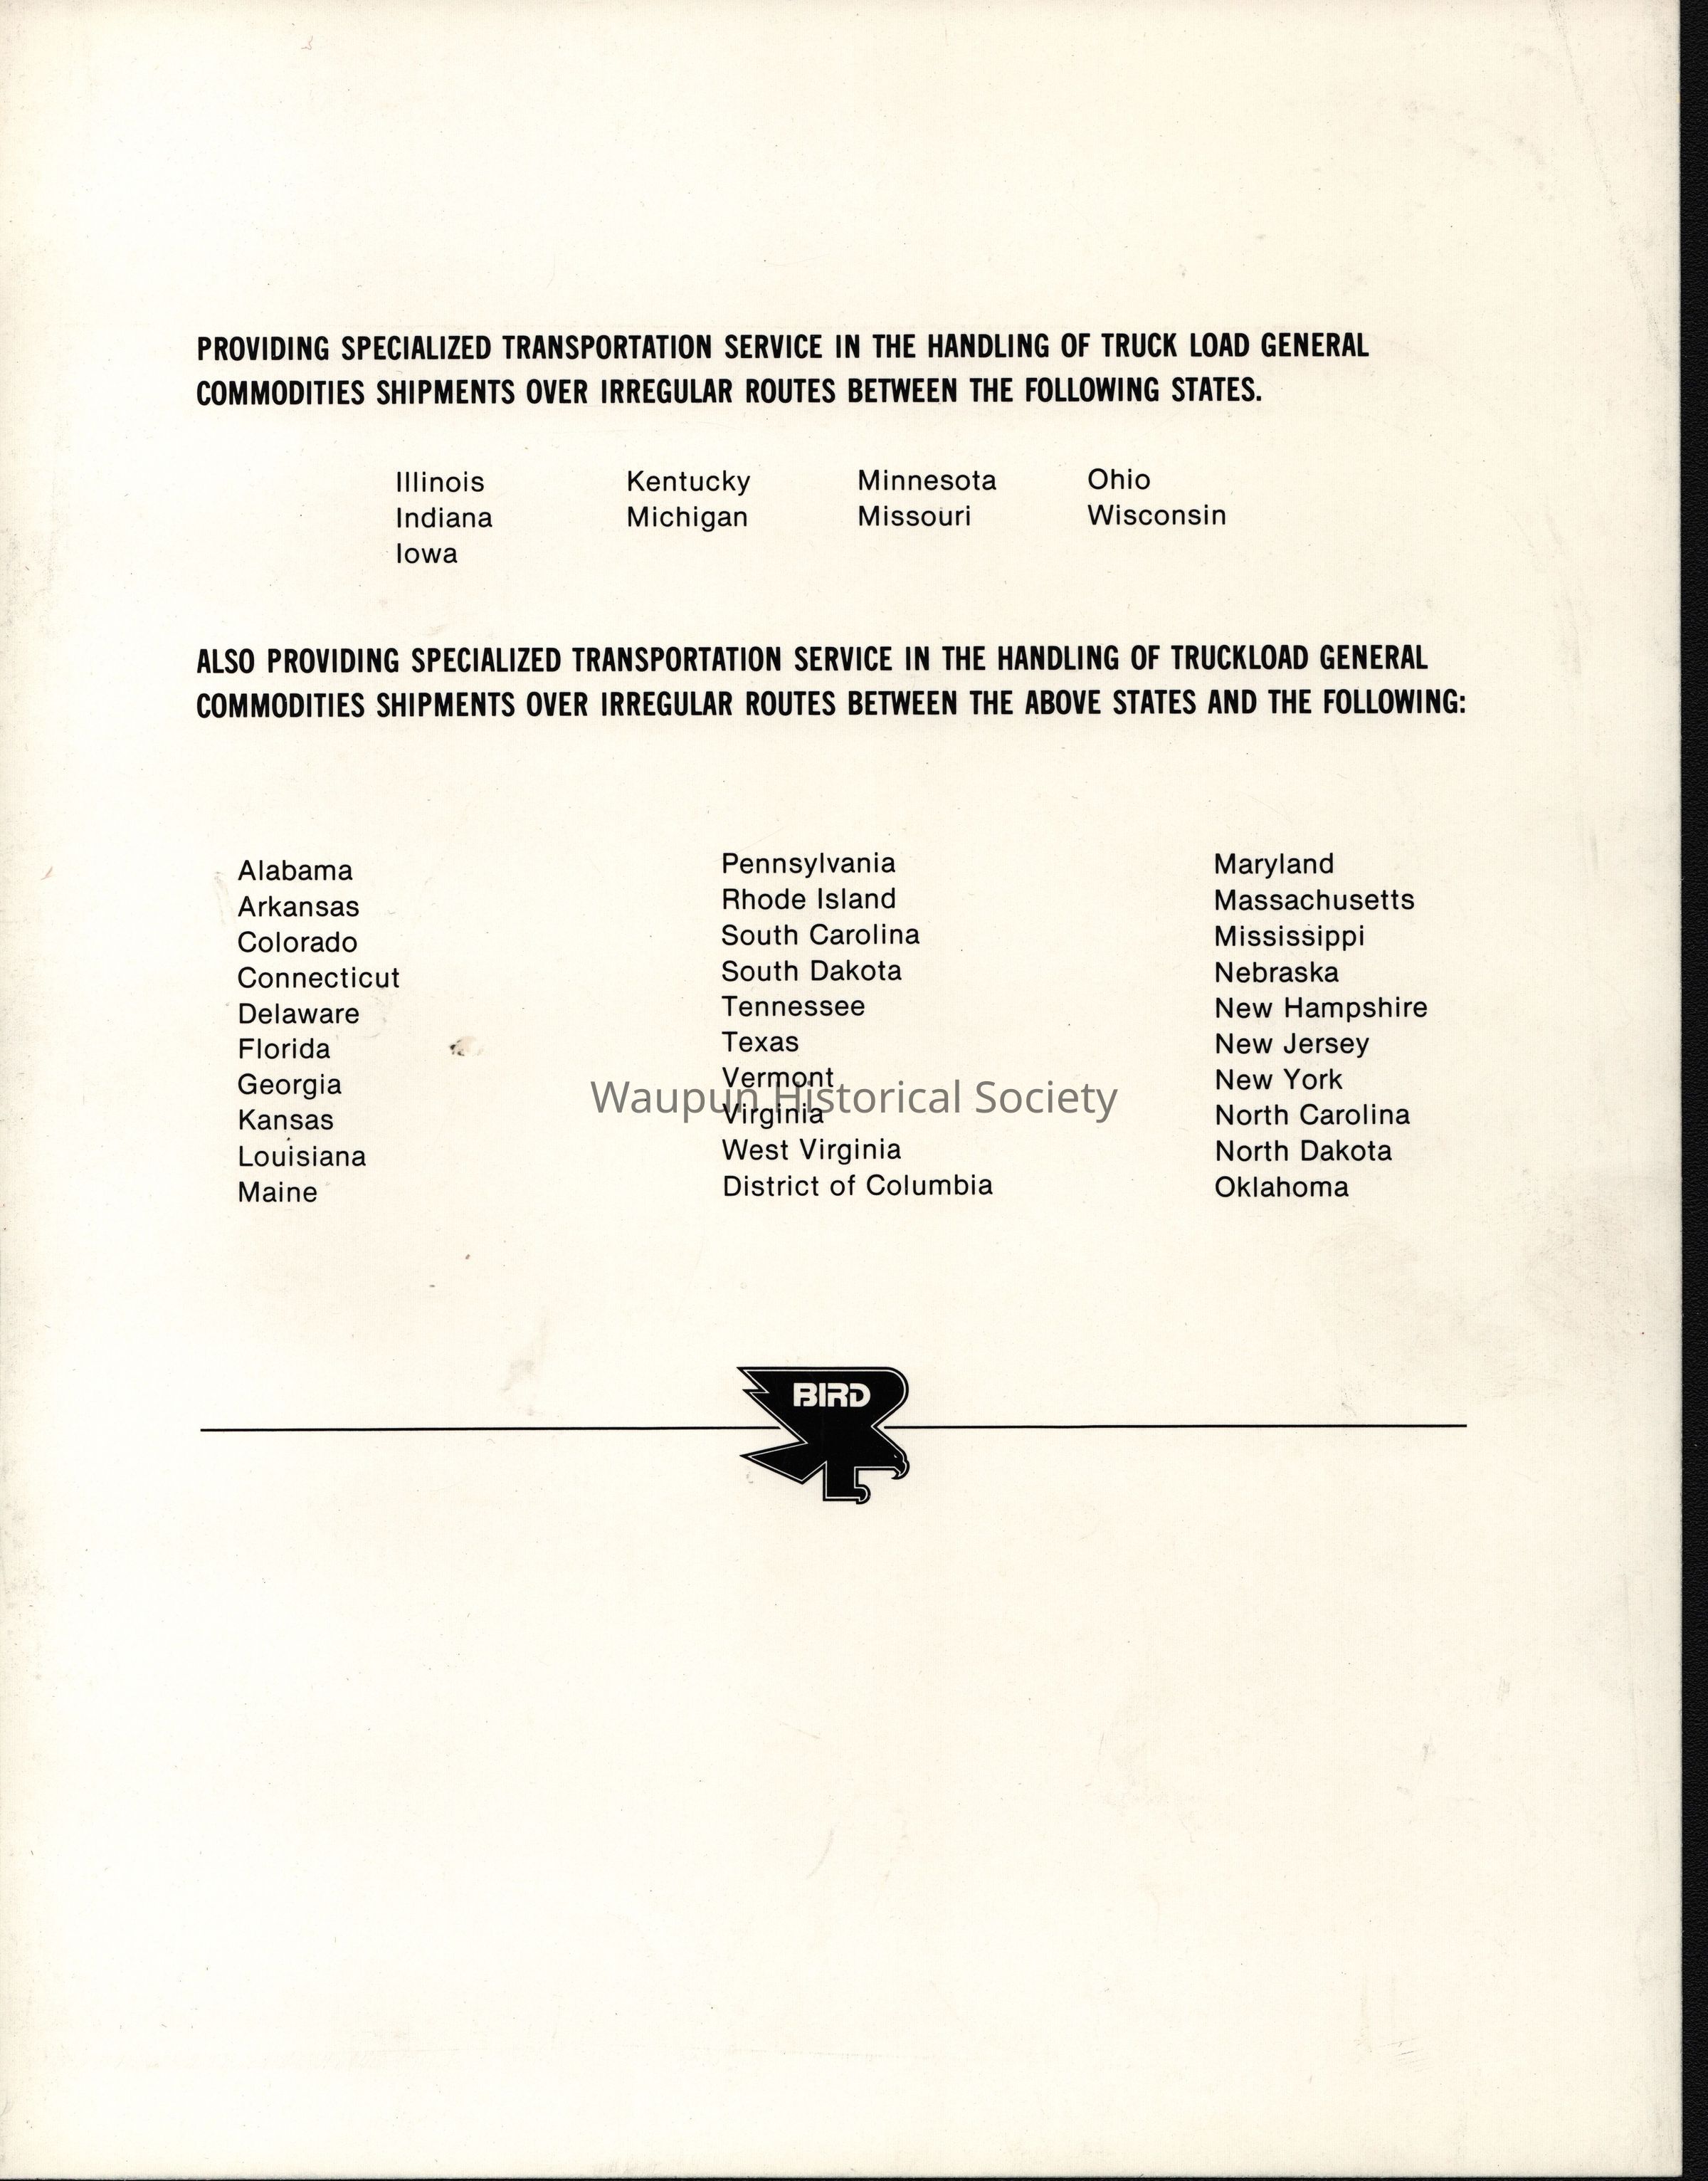 PROVIDING SPECIALIZED TRANSPORTATION SERVICE IN THE HANDLING OF TRUCK LOAD GENERAL
COMMODITIES SHIPMENTS OVER IRREGULAR ROUTES BETWEEN THE FOLLOWING STATES.
Illinois
Indiana
Iowa
Kentucky
Michigan
Minnesota
Missouri
Ohio
Wisconsin
ALSO PROVIDING SPECIALIZED TRANSPORTATION SERVICE IN THE HANDLING OF TRUCKLOAD GENERAL
COMMODITIES SHIPMENTS OVER IRREGULAR ROUTES BETWEEN THE ABOVE STATES AND THE FOLLOWING:
Alabama
Arkansas
Colorado
Connecticut
Delaware
Florida
Georgia
Kansas
Louisiana
Maine
Pennsylvania
Rhode Island
South Carolina
South Dakota
Tennessee
Texas
Vermont
Virginia
West Virginia
District of Columbia
Maryland
Massachusetts
Mississippi
Nebraska
New Hampshire
New Jersey
New York
North Carolina
North Dakota
Oklahoma
Waupun Historical Society
BIRD